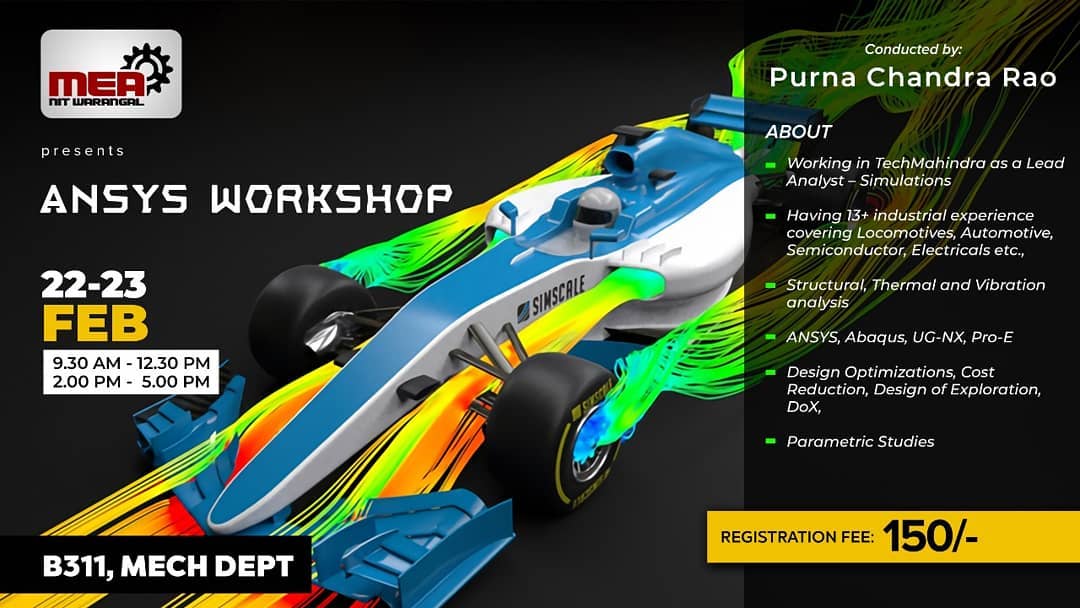 MEA
NIT WARANGAL
presents
ANSYS WORKSHOP
22-23
FEB
9.30 AM - 12.30 PM
2.00 PM - 5.00 PM
B311, MECH DEPT
SIMSCALE
SIMSCALE
Conducted by:
Purna Chandra Rao
ABOUT
Working in TechMahindra as a Lead
Analyst – Simulations
Having 13+ industrial experience
covering Locomotives, Automotive,
Semiconductor, Electricals etc.,
Structural, Thermal and Vibration
analysis
ANSYS, Abaqus, UG-NX, Pro-E
Design Optimizations, Cost
Reduction, Design of Exploration,
DoX,
Parametric Studies
REGISTRATION FEE: 150/-